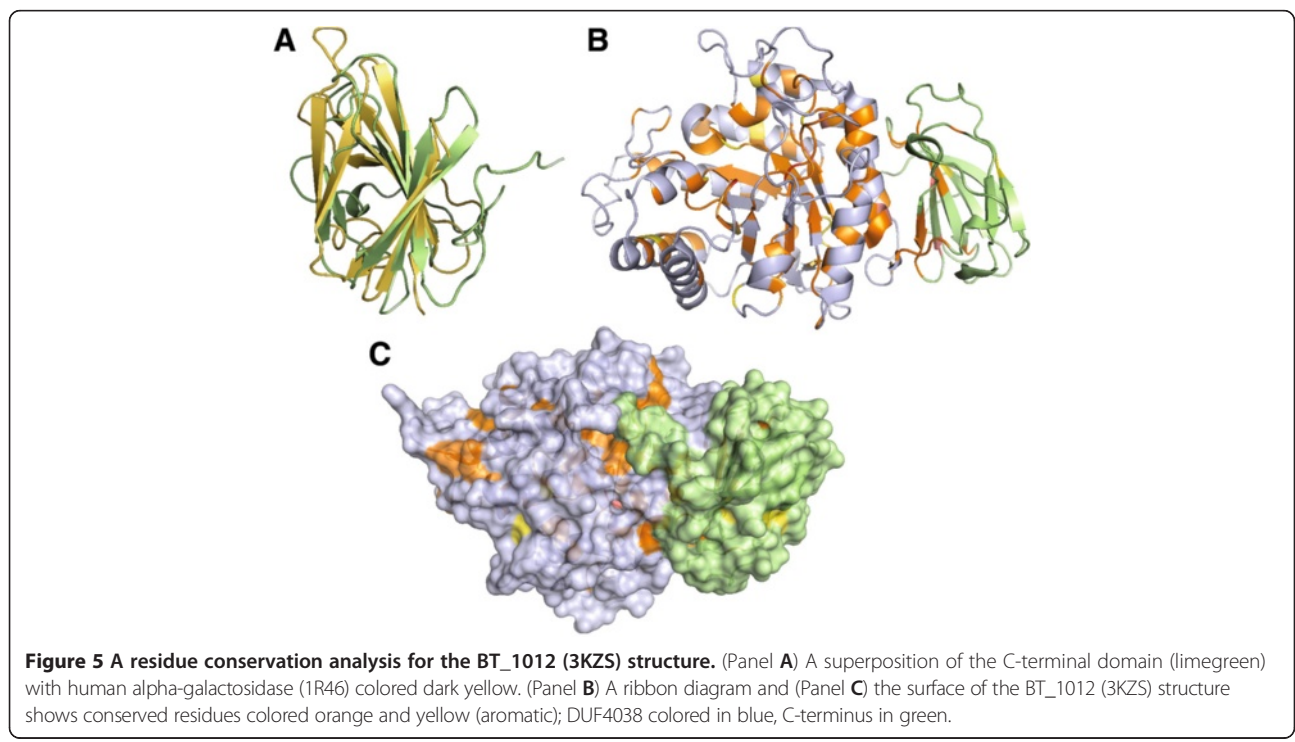 A
B
C
Figure 5 A residue conservation analysis for the BT_1012 (3KZS) structure. (Panel A) A superposition of the C-terminal domain (limegreen)
with human alpha-galactosidase (1R46) colored dark yellow. (Panel B) A ribbon diagram and (Panel C) the surface of the BT_1012 (3KZS) structure
shows conserved residues colored orange and yellow (aromatic); DUF4038 colored in blue, C-terminus in green.